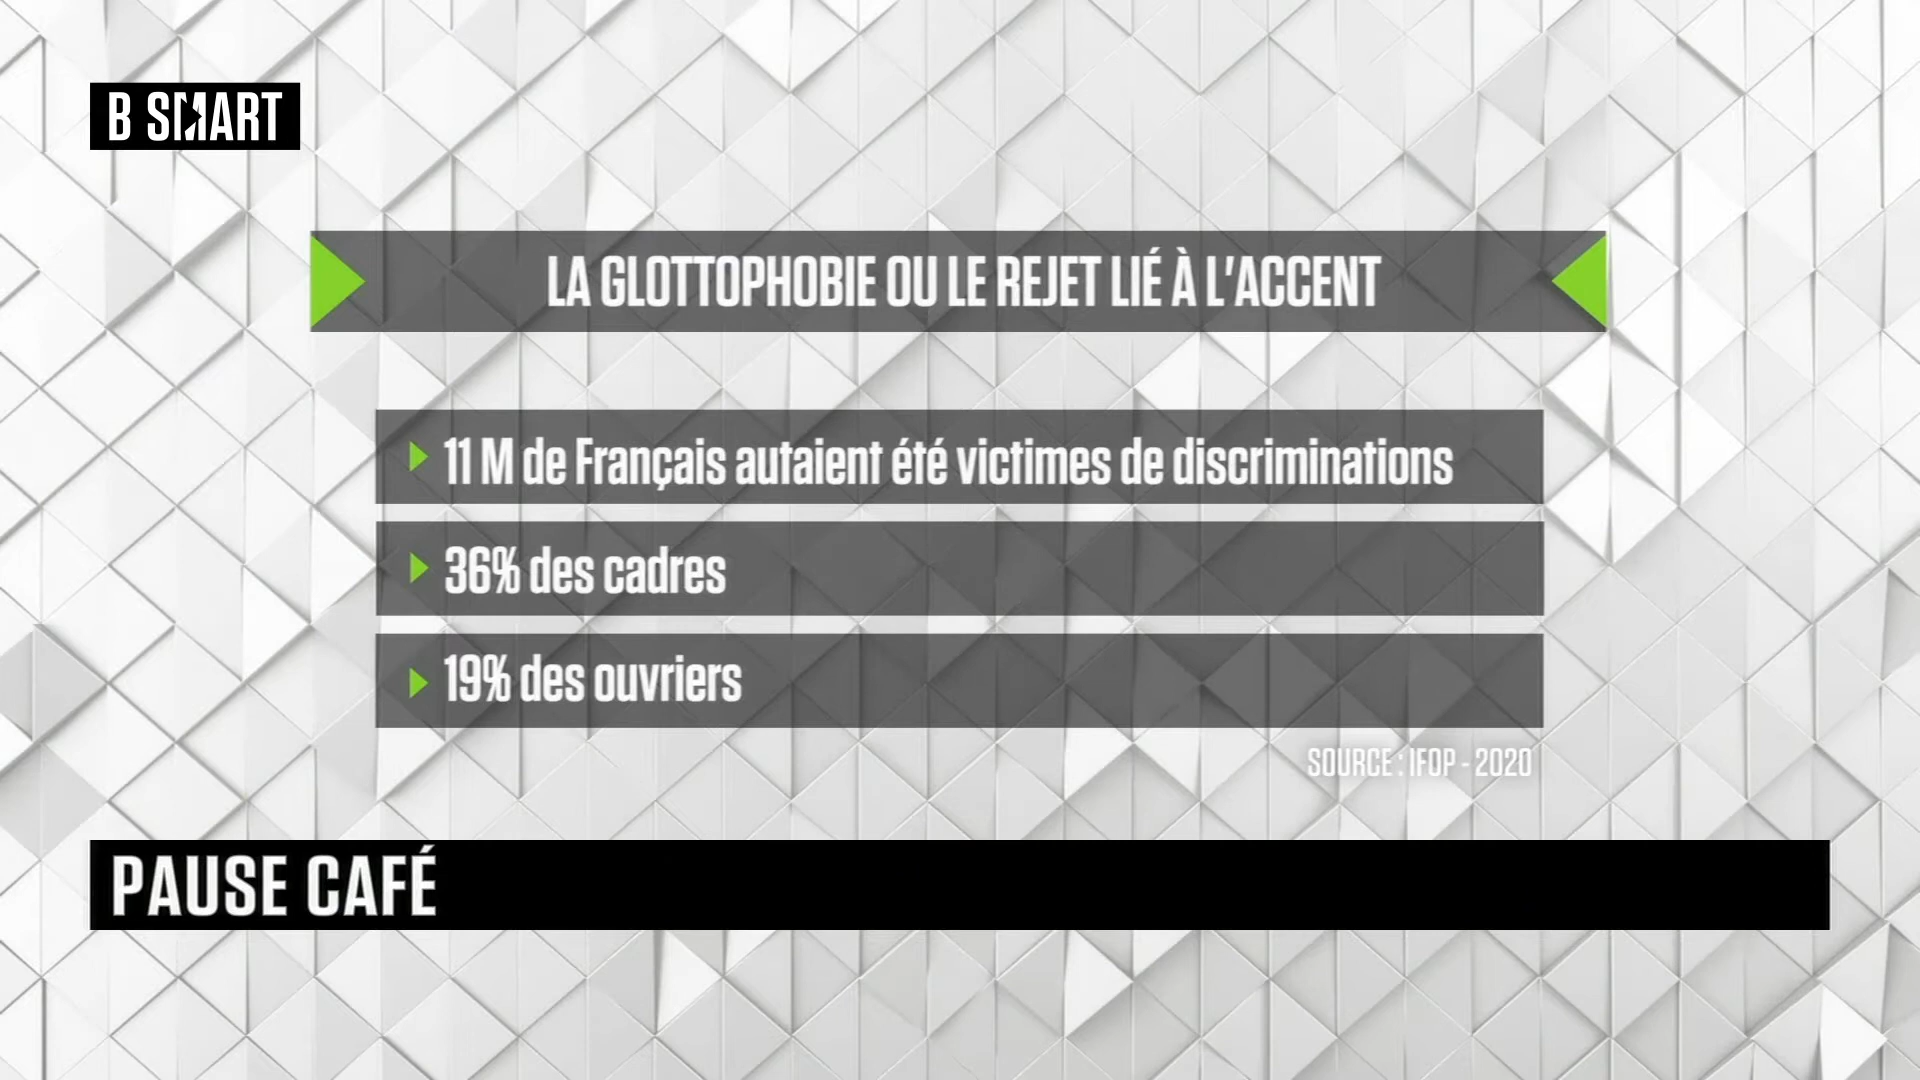 B SMART
LA GLOTTOPHOBIE OU LE REJET LIÉ À L'ACCENT
11 M de Français autaient été victimes de discriminations
36% des cadres
19% des ouvriers
SOURCE : IFOP - 2020
PAUSE CAFÉ